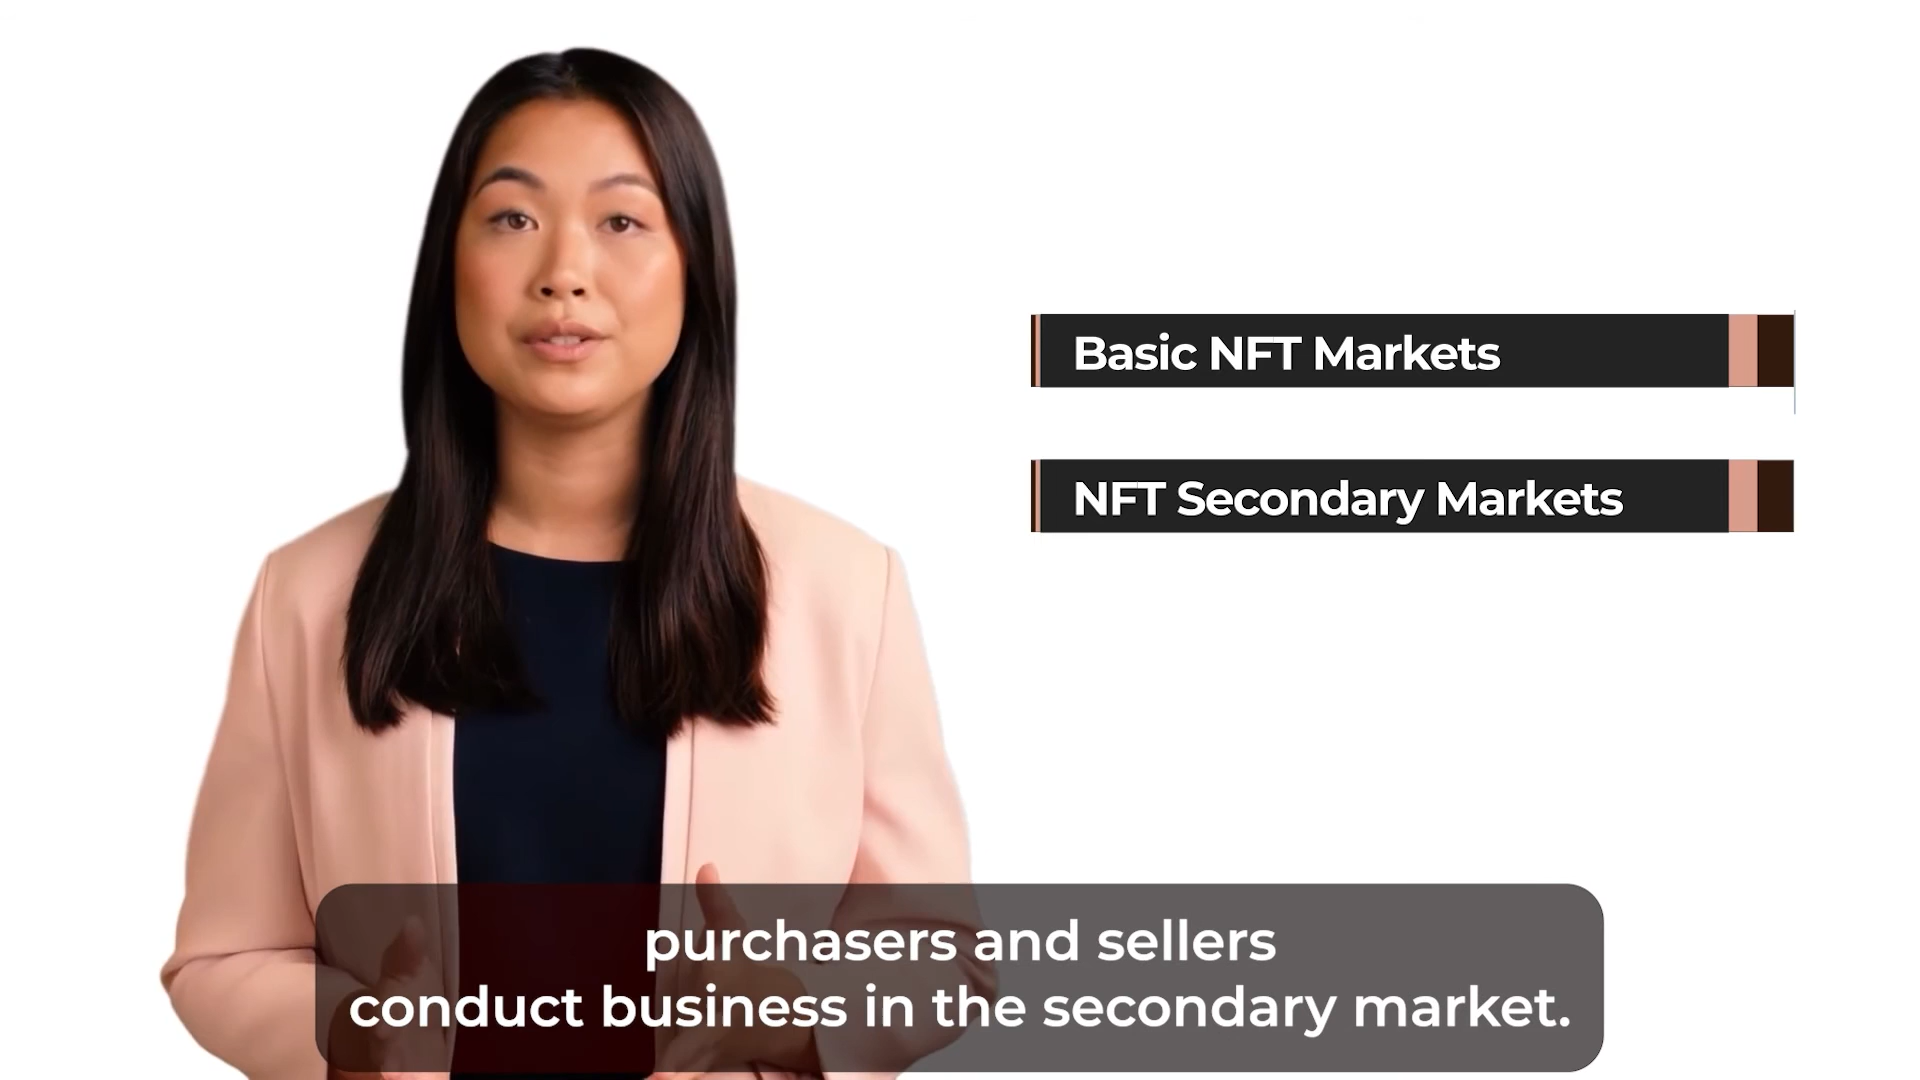 Basic NFT Markets
NFT Secondary Markets
purchasers and sellers
conduct business in the secondary market.